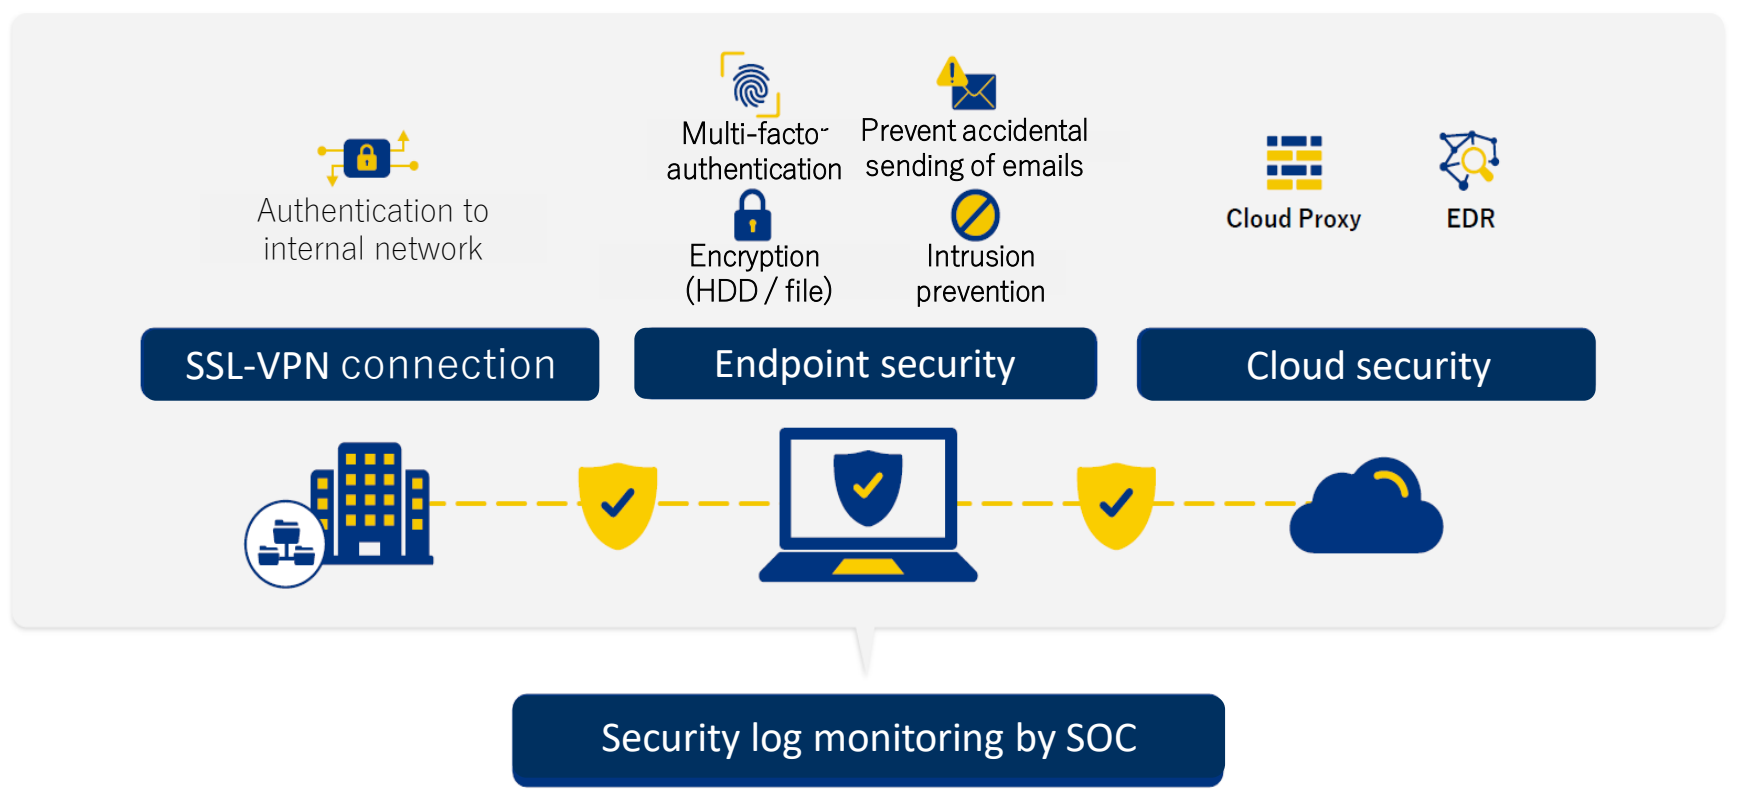 Multi-facto
authentication
Prevent accidental
sending of emails
Authentication to
internal network
Encryption
(HDD / file)
Intrusion
prevention
Cloud Proxy
EDR
SSL-VPN connection
Endpoint security
Cloud security
Security log monitoring by SOC